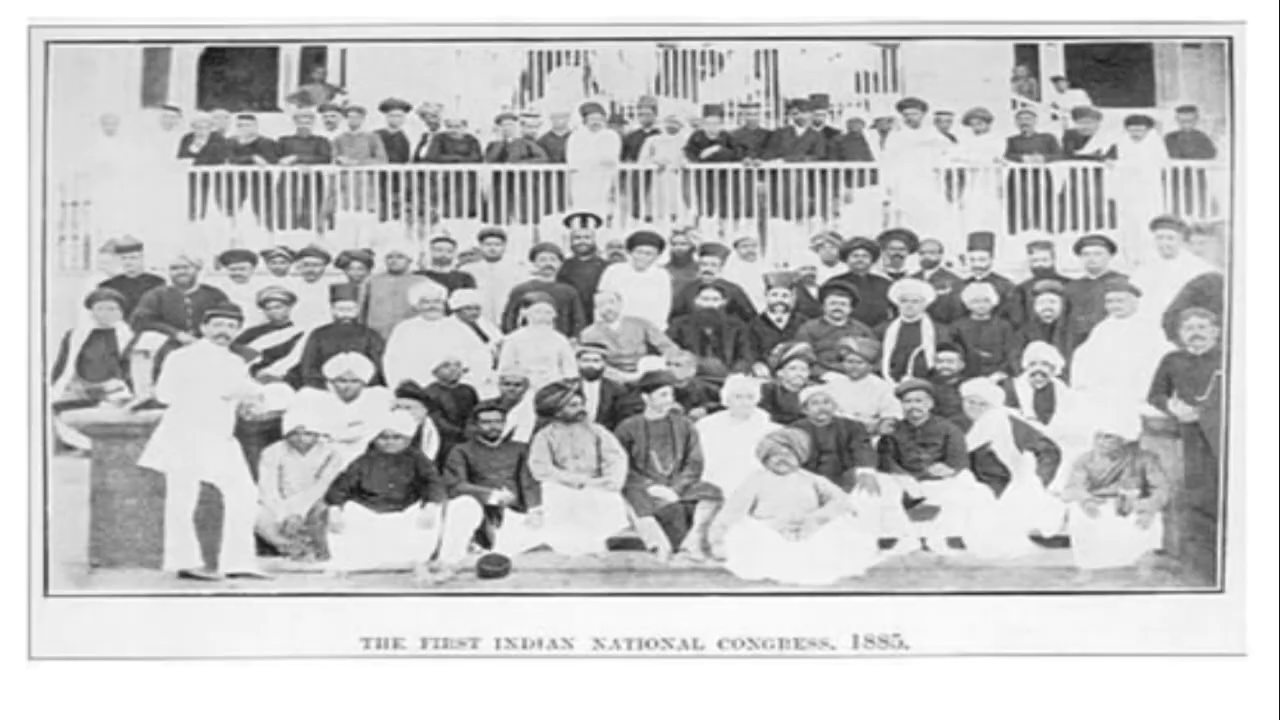 THE FIRST INDIAN NATIONAL CONGRESS, 1885.